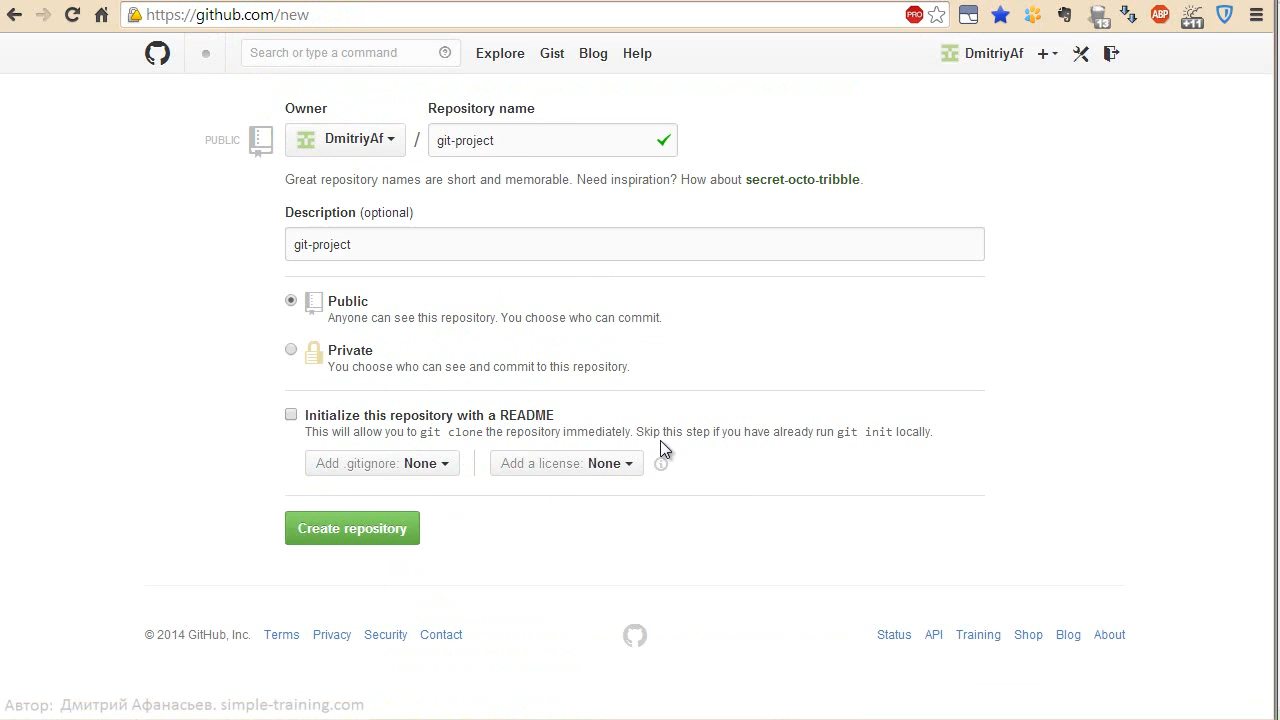 https://github.com/new
PRO
13
ABP
+11
Search or type a command
Explore Gist Blog Help
DmitriyAf
Owner
Repository name
PUBLIC
DmitriyAf / git-project
Great repository names are short and memorable. Need inspiration? How about secret-octo-tribble.
Description (optional)
git-project
Public
Anyone can see this repository. You choose who can commit.
Private
You choose who can see and commit to this repository.
Initialize this repository with a README
This will allow you to git clone the repository immediately. Skip this step if you have already run git init locally.
Add .gitignore: None
Add a license: None
Create repository
© 2014 GitHub, Inc. Terms Privacy Security Contact
Status API Training Shop Blog About
Автор: Дмитрий Афанасьев. simple-training.com